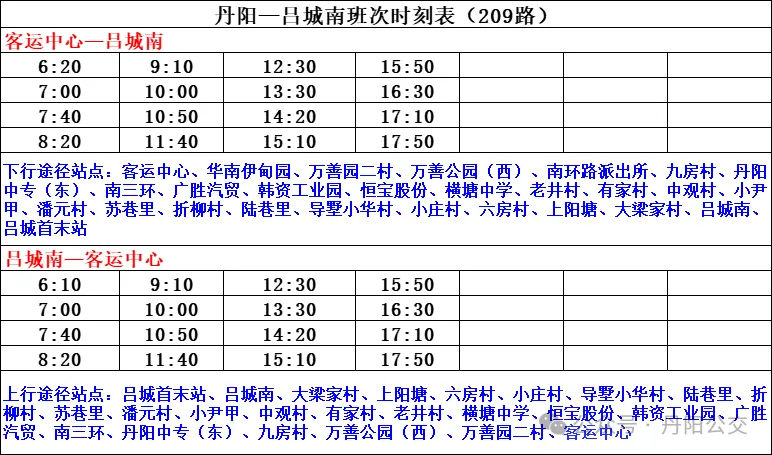 丹阳—吕城南班次时刻表（209路）
客运中心—吕城南
6:20 9:10 12:30 15:50
7:00 10:00 13:30 16:30
7:40 10:50 14:20 17:10
8:20 11:40 15:10 17:50
下行途径站点：客运中心、华南伊甸园、万善园二村、万善公园（西）、南环路派出所、九房村、丹阳
中专（东）、南三环、广胜汽贸、韩资工业园、恒宝股份、横塘中学、老井村、有家村、中观村、小尹
甲、潘元村、苏巷里、折柳村、陆巷里、导墅小华村、小庄村、六房村、上阳塘、大梁家村、吕城南、
吕城首末站
吕城南—客运中心
6:10 9:10 12:30 15:50
7:00 10:00 13:30 16:30
7:40 10:50 14:20 17:10
8:20 11:40 15:10 17:50
上行途径站点：吕城首末站、吕城南、大梁家村、上阳塘、六房村、小庄村、导墅小华村、陆巷里、折
柳村、苏巷里、潘元村、小尹甲、中观村、有家村、老井村、横塘中学、恒宝股份、韩资工业园、广胜
汽贸、南三环、丹阳中专（东）、九房村、万善公园（西）、万善园二村、客运中心
公众号·丹阳公交